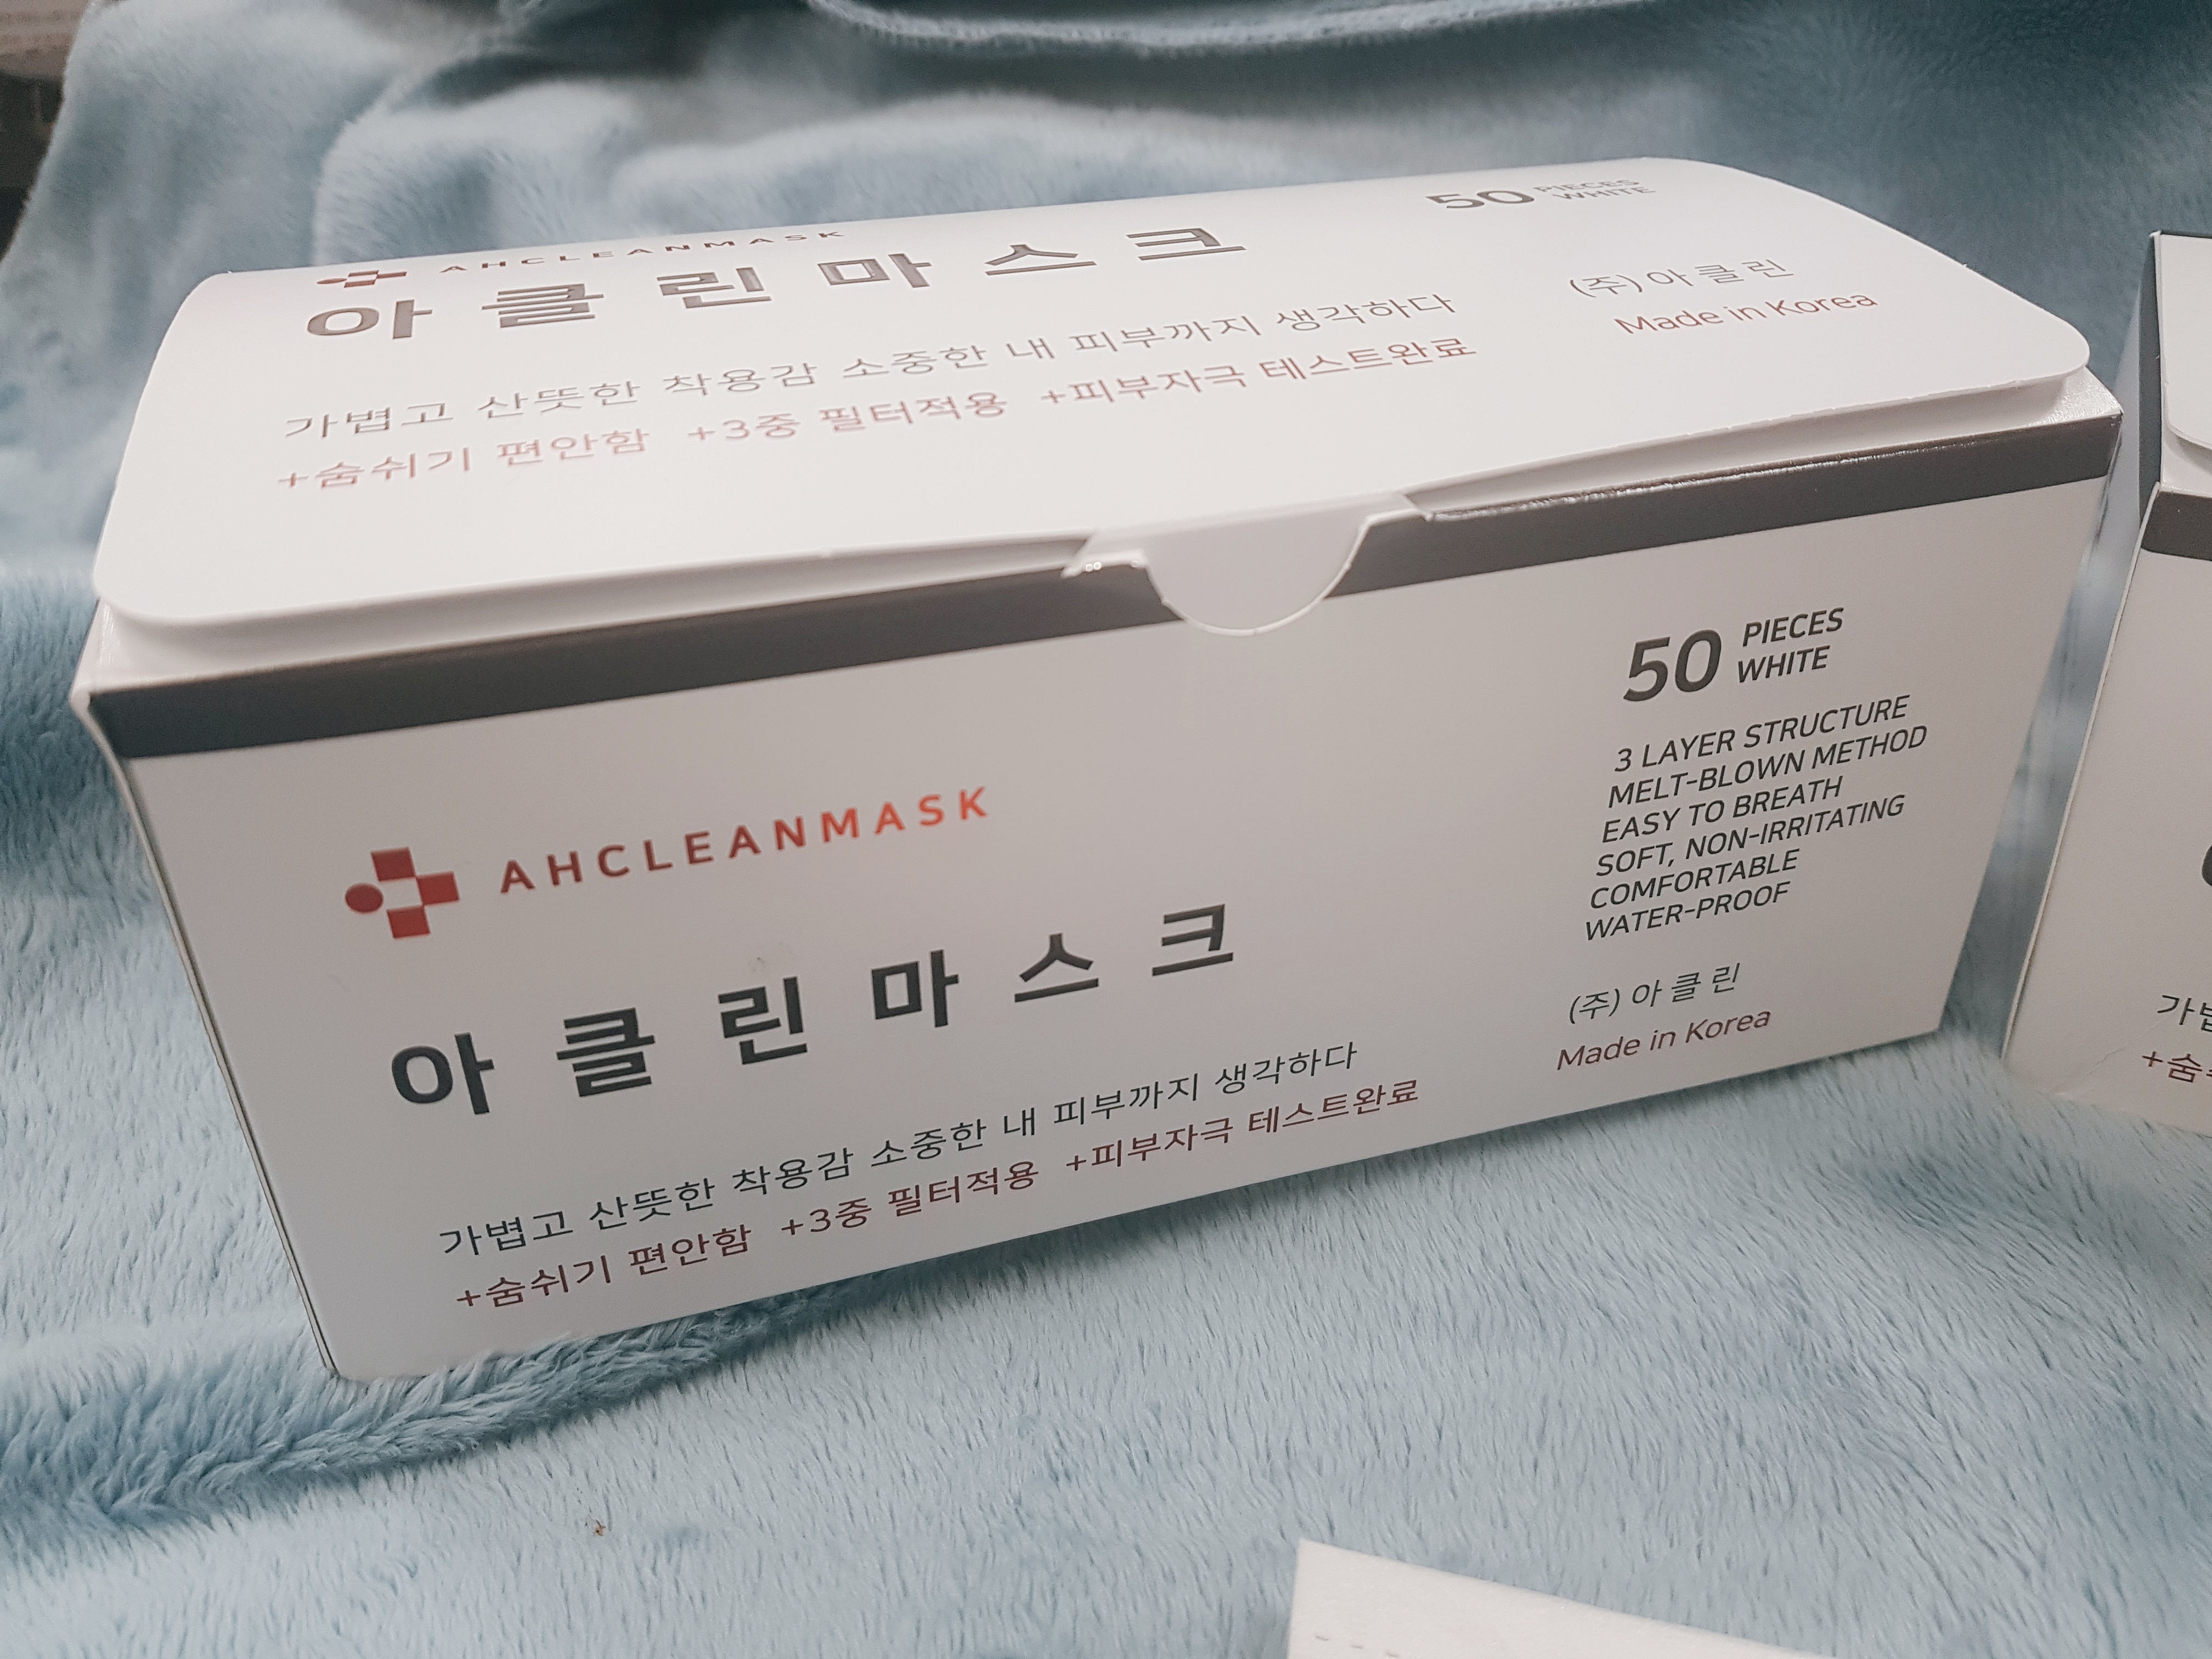 AHCLEANMASK
아클린마스크
가볍고 산뜻한 착용감 소중한 내 피부까지 생각하다
+숨쉬기 편안함 +3중 필터적용 +피부자극 테스트완료
50 PIECES
WHITE
(주)아클린
Made in Korea
AHCLEANMASK
아클린마스크
가볍고 산뜻한 착용감 소중한 내 피부까지 생각하다
+숨쉬기 편안함 +3중 필터적용 +피부자극 테스트완료
50 PIECES
WHITE
3 LAYER STRUCTURE
MELT-BLOWN METHOD
EASY TO BREATH
SOFT, NON-IRRITATING
COMFORTABLE
WATER-PROOF
(주)아클린
Made in Korea